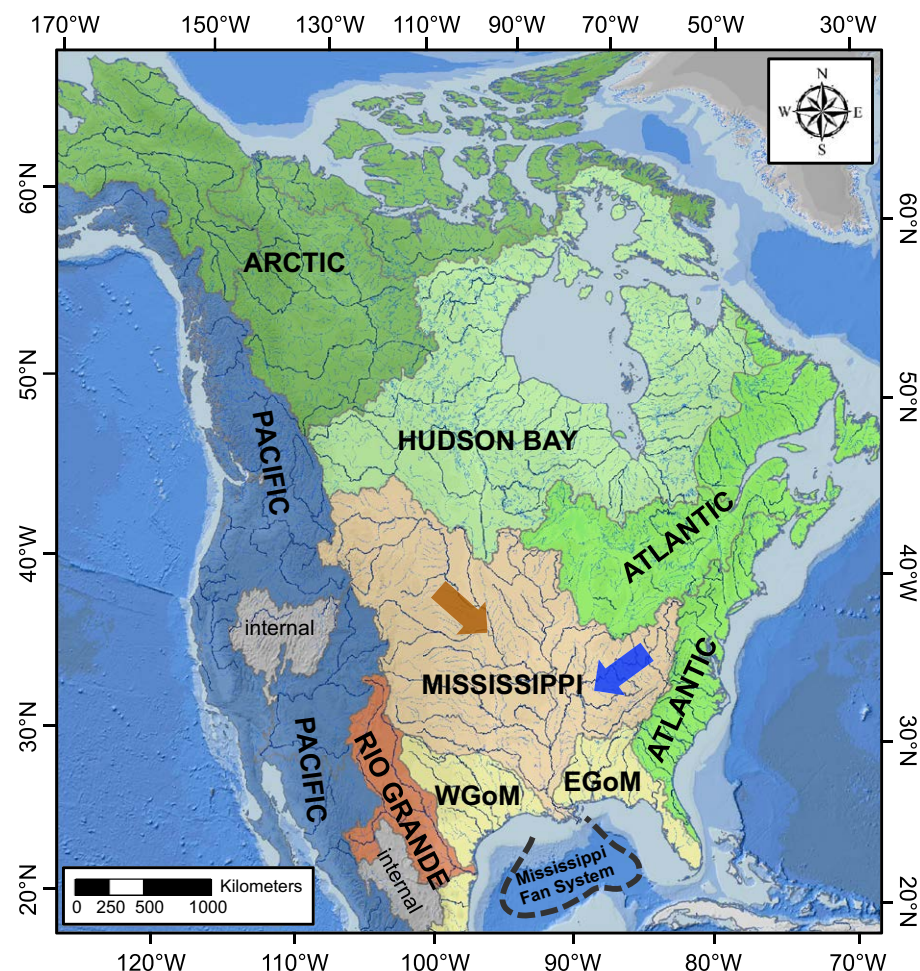 170°W 150°W 130°W 110°W 90°W 70°W 50°W 30°W
N
W E
S
60°N
60°N
ARCTIC
50°N
50°N
PACIFIC
HUDSON BAY
ATLANTIC
40°W
40°W
internal
MISSISSIPPI
ATLANTIC
30°N
30°N
PACIFIC
RIO GRANDE
WGoM
EGoM
internal
Mississippi
Fan System
20°N
20°N
Kilometers
0 250 500 1000
120°W 110°W 100°W 90°W 80°W 70°W